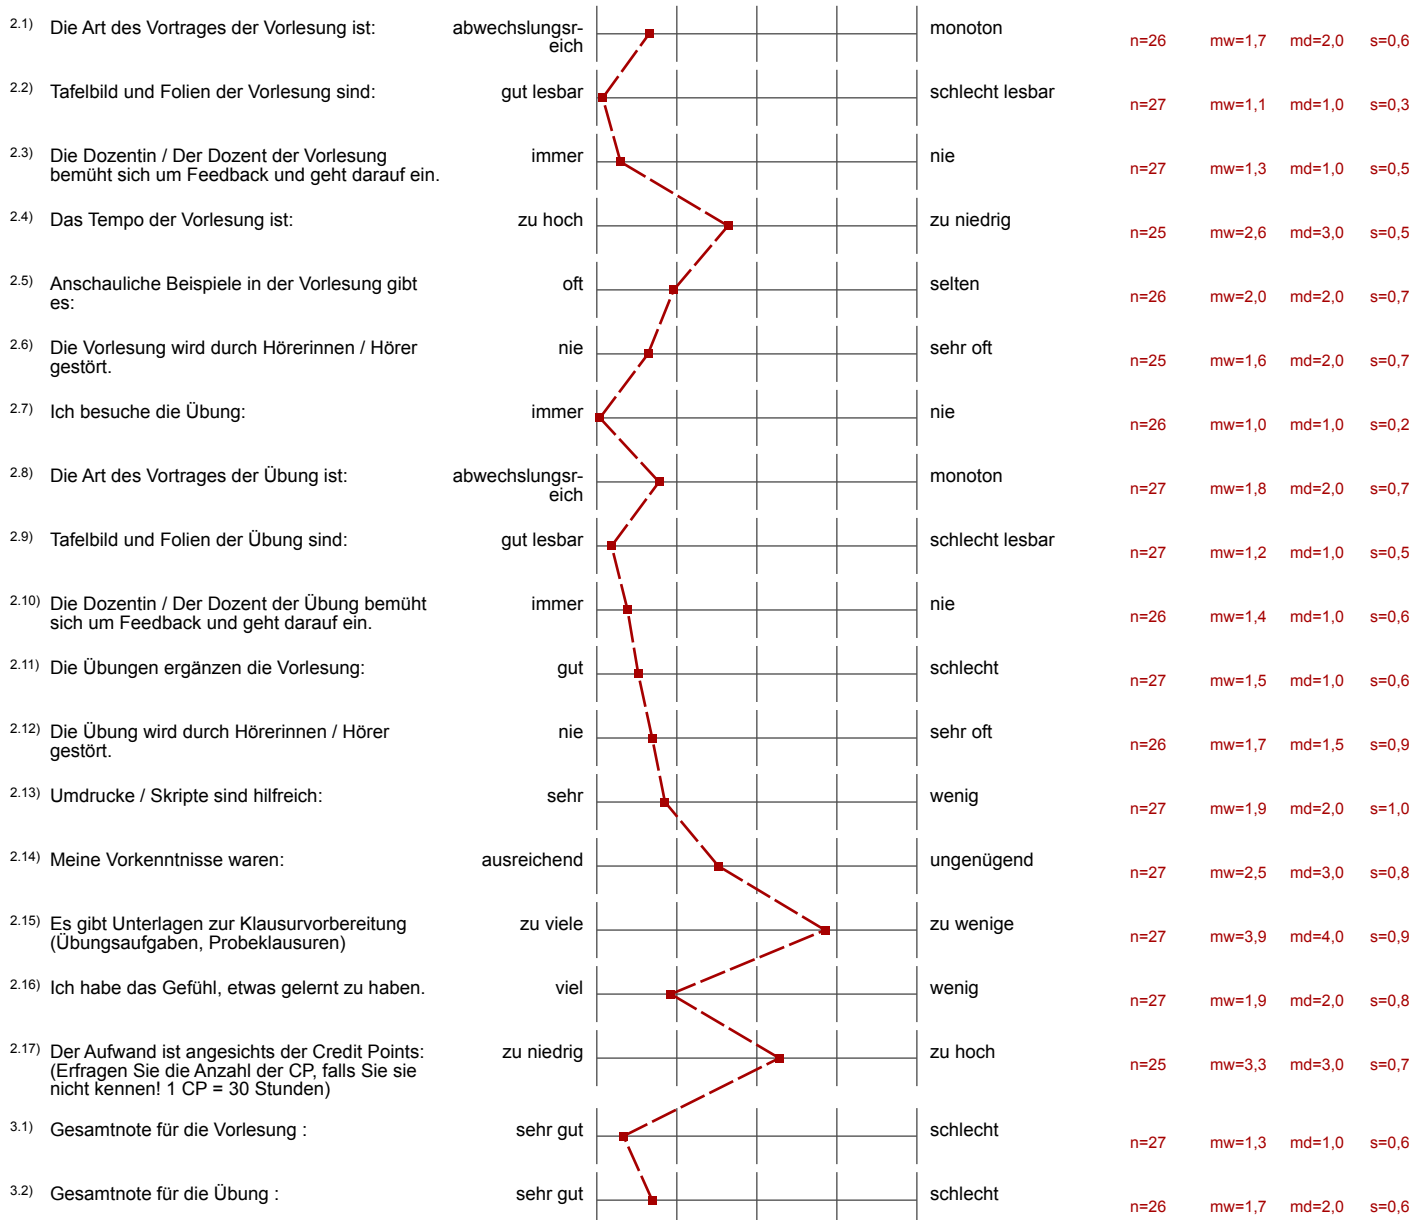 2.1) Die Art des Vortrages der Vorlesung ist: abwechslungsr- monoton
eich n=26 mw=1,7 md=2,0 s=0,6
2.2) Tafelbild und Folien der Vorlesung sind: gut lesbar schlecht lesbar
n=27 mw=1,1 md=1,0 s=0,3
2.3) Die Dozentin / Der Dozent der Vorlesung immer nie
bemüht sich um Feedback und geht darauf ein. n=27 mw=1,3 md=1,0 s=0,5
2.4) Das Tempo der Vorlesung ist: zu hoch zu niedrig
n=25 mw=2,6 md=3,0 s=0,5
2.5) Anschauliche Beispiele in der Vorlesung gibt oft selten
es: n=26 mw=2,0 md=2,0 s=0,7
2.6) Die Vorlesung wird durch Hörerinnen / Hörer nie sehr oft
gestört. n=25 mw=1,6 md=2,0 s=0,7
2.7) Ich besuche die Übung: immer nie
n=26 mw=1,0 md=1,0 s=0,2
2.8) Die Art des Vortrages der Übung ist: abwechslungsr- monoton
eich n=27 mw=1,8 md=2,0 s=0,7
2.9) Tafelbild und Folien der Übung sind: gut lesbar schlecht lesbar
n=27 mw=1,2 md=1,0 s=0,5
2.10) Die Dozentin / Der Dozent der Übung bemüht immer nie
sich um Feedback und geht darauf ein. n=26 mw=1,4 md=1,0 s=0,6
2.11) Die Übungen ergänzen die Vorlesung: gut schlecht
n=27 mw=1,5 md=1,0 s=0,6
2.12) Die Übung wird durch Hörerinnen / Hörer nie sehr oft
gestört. n=26 mw=1,7 md=1,5 s=0,9
2.13) Umdrucke / Skripte sind hilfreich: sehr wenig
n=27 mw=1,9 md=2,0 s=1,0
2.14) Meine Vorkenntnisse waren: ausreichend ungenügend
n=27 mw=2,5 md=3,0 s=0,8
2.15) Es gibt Unterlagen zur Klausurvorbereitung zu viele zu wenige
(Übungsaufgaben, Probeklausuren) n=27 mw=3,9 md=4,0 s=0,9
2.16) Ich habe das Gefühl, etwas gelernt zu haben. viel wenig
n=27 mw=1,9 md=2,0 s=0,8
2.17) Der Aufwand ist angesichts der Credit Points: zu niedrig zu hoch
(Erfragen Sie die Anzahl der CP, falls Sie sie n=25 mw=3,3 md=3,0 s=0,7
nicht kennen! 1 CP = 30 Stunden)
3.1) Gesamtnote für die Vorlesung : sehr gut schlecht
n=27 mw=1,3 md=1,0 s=0,6
3.2) Gesamtnote für die Übung : sehr gut schlecht
n=26 mw=1,7 md=2,0 s=0,6